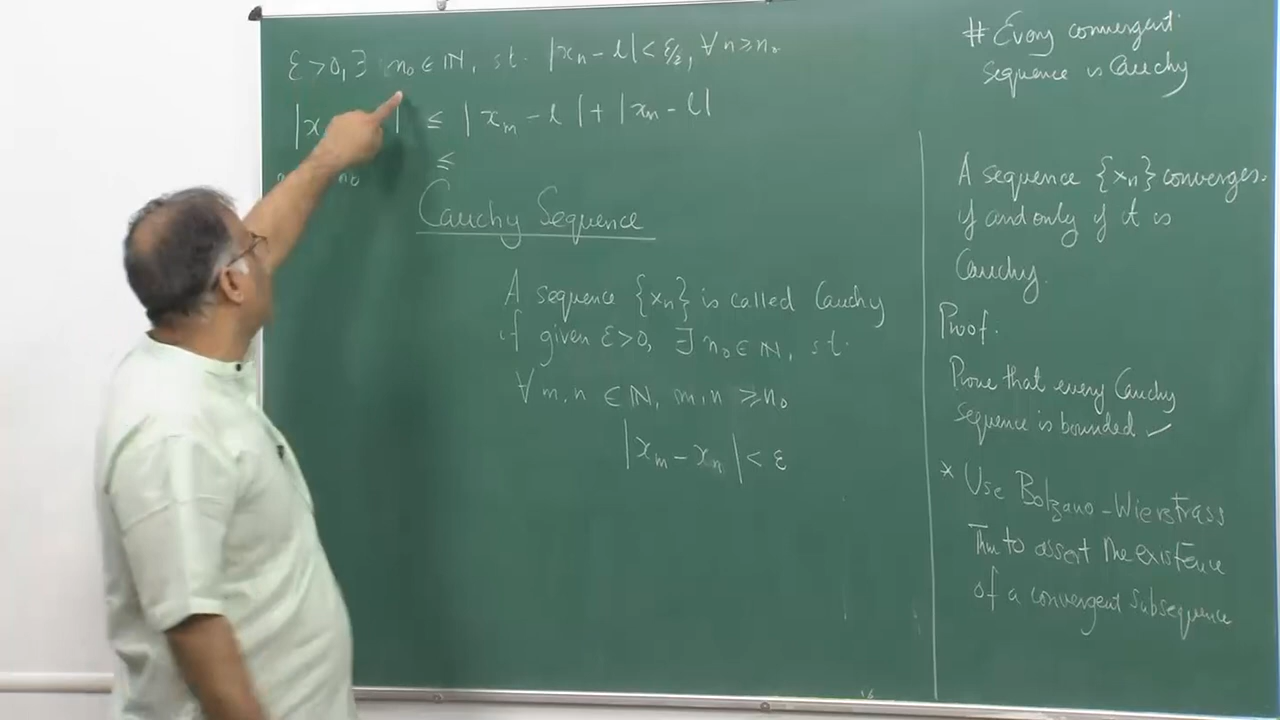 ε > 0, ∃ n₀ ∈ ℕ, s.t. |xₙ - l| < ε/2, ∀ n ≥ n₀
|x | ≤ |xₘ - l| + |xₙ - l|
≤
n₀
Cauchy Sequence
A sequence {xₙ} is called Cauchy
if given ε > 0, ∃ n₀ ∈ ℕ, s.t.
∀ m, n ∈ ℕ, m, n ≥ n₀
|xₘ - xₙ| < ε
# Every convergent
sequence is Cauchy
A sequence {xₙ} converges
if and only if it is
Cauchy.
Proof.
Prove that every Cauchy
sequence is bounded ✓
* Use Bolzano-Wierstrass
Thm to assert the existence
of a convergent subsequence